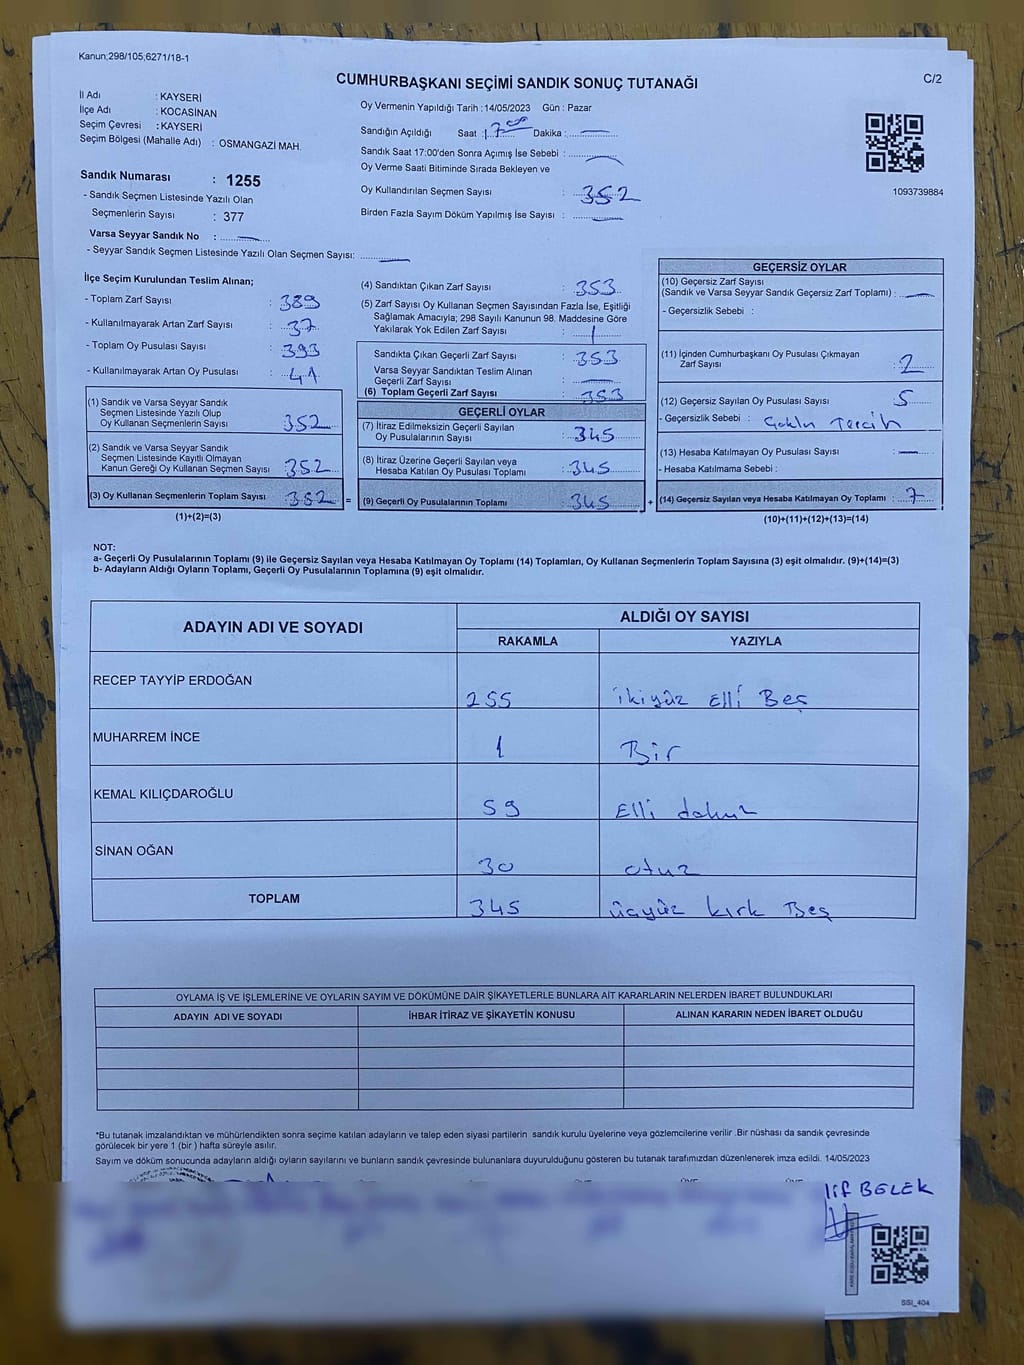 Kanun;298/105;6271/18-1
CUMHURBAŞKANI SEÇİMİ SANDIK SONUÇ TUTANAĞI
C/2
İl Adı : KAYSERİ
İlçe Adı : KOCASİNAN
Seçim Çevresi : KAYSERİ
Seçim Bölgesi (Mahalle Adı) : OSMANGAZİ MAH.
Sandık Numarası : 1255
- Sandık Seçmen Listesinde Yazılı Olan
Seçmenlerin Sayısı : 377
Varsa Seyyar Sandık No :
- Seyyar Sandık Seçmen Listesinde Yazılı Olan Seçmen Sayısı:
Oy Vermenin Yapıldığı Tarih :14/05/2023 Gün : Pazar
Sandığın Açıldığı Saat : 17 00 Dakika :
Sandık Saat 17:00'den Sonra Açımış İse Sebebi :
Oy Verme Saati Bitiminde Sırada Bekleyen ve
Oy Kullandırılan Seçmen Sayısı : 352
Birden Fazla Sayım Döküm Yapılmış İse Sayısı :
1093739884
İlçe Seçim Kurulundan Teslim Alınan;
- Toplam Zarf Sayısı : 389
- Kullanılmayarak Artan Zarf Sayısı : 37
- Toplam Oy Pusulası Sayısı : 393
- Kullanılmayarak Artan Oy Pusulası : 41
(1) Sandık ve Varsa Seyyar Sandık
Seçmen Listesinde Yazılı Olup
Oy Kullanan Seçmenlerin Sayısı : 352
(2) Sandık ve Varsa Seyyar Sandık
Seçmen Listesinde Kayıtlı Olmayan
Kanun Gereği Oy Kullanan Seçmen Sayısı : 352
(3) Oy Kullanan Seçmenlerin Toplam Sayısı : 352
(1)+(2)=(3)
(4) Sandıktan Çıkan Zarf Sayısı : 353
(5) Zarf Sayısı Oy Kullanan Seçmen Sayısından Fazla İse, Eşitliği
Sağlamak Amacıyla; 298 Sayılı Kanunun 98. Maddesine Göre
Yakılarak Yok Edilen Zarf Sayısı : 1
Sandıkta Çıkan Geçerli Zarf Sayısı : 353
Varsa Seyyar Sandıktan Teslim Alınan
Geçerli Zarf Sayısı :
(6) Toplam Geçerli Zarf Sayısı : 353
GEÇERLİ OYLAR
(7) İtiraz Edilmeksizin Geçerli Sayılan
Oy Pusulalarının Sayısı : 345
(8) İtiraz Üzerine Geçerli Sayılan veya
Hesaba Katılan Oy Pusulası Toplamı : 345
= (9) Geçerli Oy Pusulalarının Toplamı : 345 +
GEÇERSİZ OYLAR
(10) Geçersiz Zarf Sayısı
(Sandık ve Varsa Seyyar Sandık Geçersiz Zarf Toplamı) :
- Geçersizlik Sebebi :
(11) İçinden Cumhurbaşkanı Oy Pusulası Çıkmayan
Zarf Sayısı : 2
(12) Geçersiz Sayılan Oy Pusulası Sayısı : 5
- Geçersizlik Sebebi : Çoklu Tercih
(13) Hesaba Katılmayan Oy Pusulası Sayısı :
- Hesaba Katılmama Sebebi :
(14) Geçersiz Sayılan veya Hesaba Katılmayan Oy Toplamı : 7
(10)+(11)+(12)+(13)=(14)
NOT:
a- Geçerli Oy Pusulalarının Toplamı (9) ile Geçersiz Sayılan veya Hesaba Katılmayan Oy Toplamı (14) Toplamları, Oy Kullanan Seçmenlerin Toplam Sayısına (3) eşit olmalıdır. (9)+(14)=(3)
b- Adayların Aldığı Oyların Toplamı, Geçerli Oy Pusulalarının Toplamına (9) eşit olmalıdır.
ADAYIN ADI VE SOYADI
ALDIĞI OY SAYISI
RAKAMLA YAZIYLA
RECEP TAYYİP ERDOĞAN 255 ikiyüz Elli Beş
MUHARREM İNCE 1 Bir
KEMAL KILIÇDAROĞLU 59 Elli dokuz
SİNAN OĞAN 30 otuz
TOPLAM 345 üçyüz kırk Beş
OYLAMA İŞ VE İŞLEMLERİNE VE OYLARIN SAYIM VE DÖKÜMÜNE DAİR ŞİKAYETLERLE BUNLARA AİT KARARLARIN NELERDEN İBARET BULUNDUKLARI
ADAYIN ADI VE SOYADI İHBAR İTİRAZ VE ŞİKAYETİN KONUSU ALINAN KARARIN NEDEN İBARET OLDUĞU
*Bu tutanak imzalandıktan ve mühürlendikten sonra seçime katılan adayların ve talep eden siyasi partilerin sandık kurulu üyelerine veya gözlemcilerine verilir .Bir nüshası da sandık çevresinde
görülecek bir yere 1 (bir ) hafta süreyle asılır.
Sayım ve döküm sonucunda adayların aldığı oyların sayılarını ve bunların sandık çevresinde bulunanlara duyurulduğunu gösteren bu tutanak tarafımızdan düzenlenerek imza edildi. 14/05/2023
lif BELEK
SSI_404